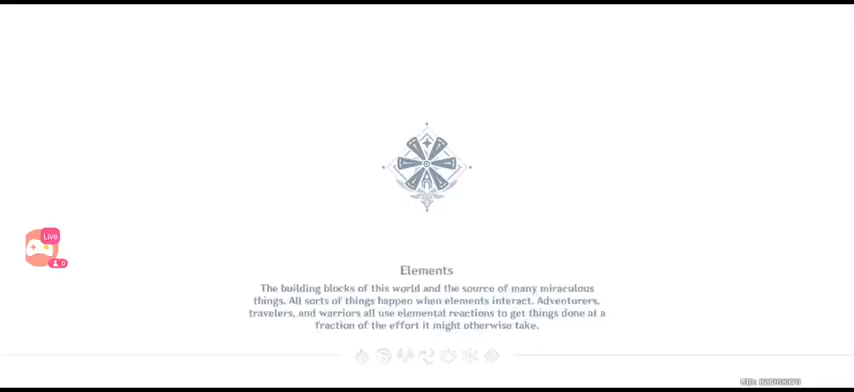 Live
0
Elements
The building blocks of this world and the source of many miraculous
things. All sorts of things happen when elements interact. Adventurers,
travelers, and warriors all use elemental reactions to get things done at a
fraction of the effort it might otherwise take.